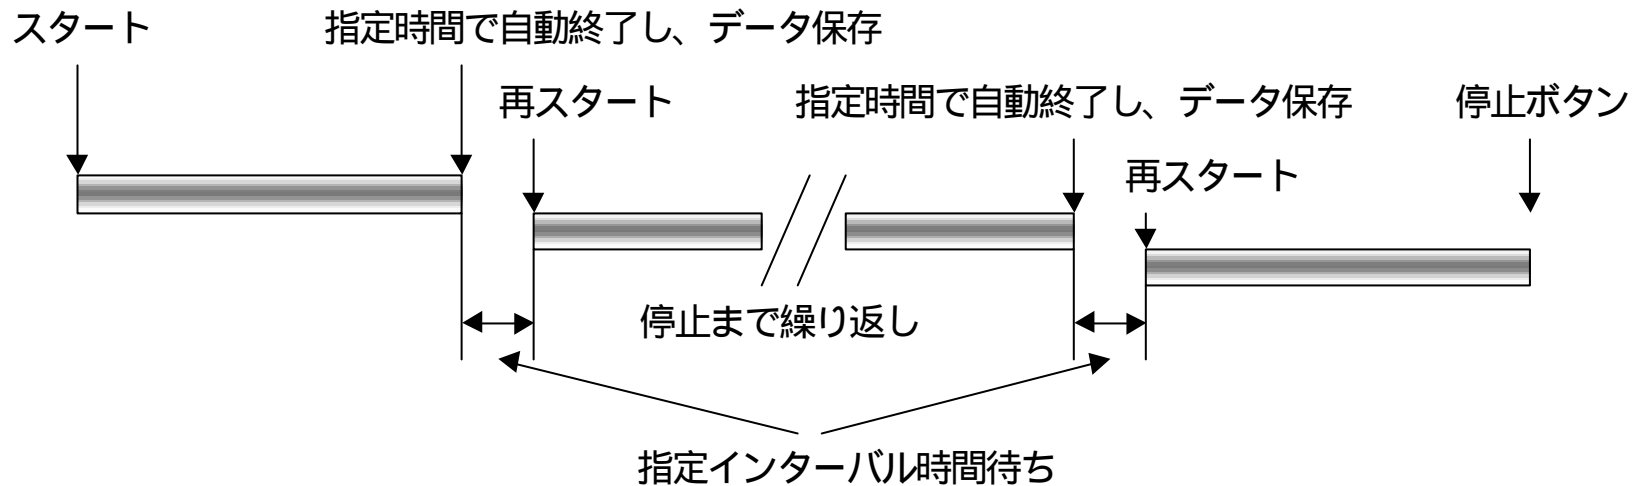 スタート
指定時間で自動終了し、データ保存
再スタート
指定時間で自動終了し、データ保存
停止ボタン
再スタート
停止まで繰り返し
指定インターバル時間待ち